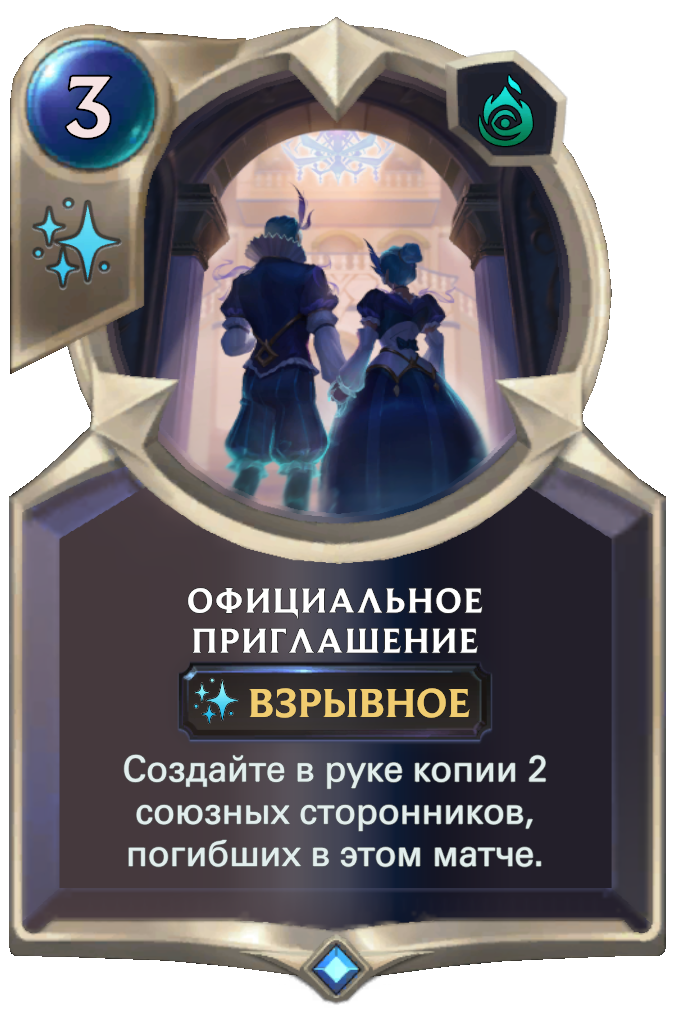 3
ОФИЦИАЛЬНОЕ
ПРИГЛАШЕНИЕ
ВЗРЫВНОЕ
Создайте в руке копии 2
союзных сторонников,
погибших в этом матче.